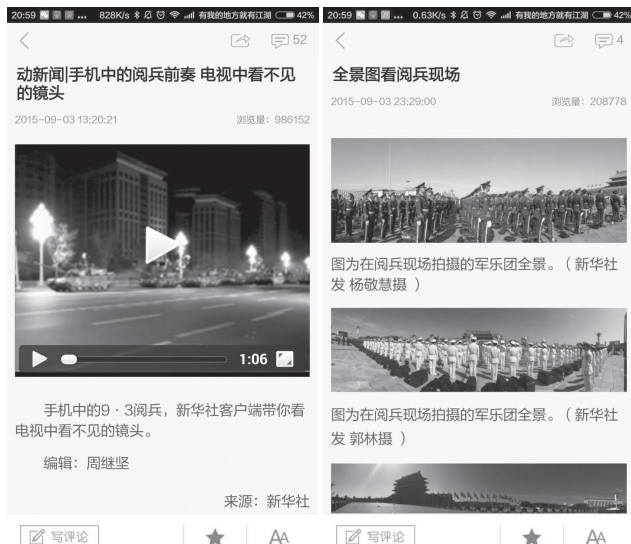 20:59 ... 828K/s 有我的地方就有江湖 42%
52
动新闻|手机中的阅兵前奏 电视中看不见
的镜头
2015-09-03 13:20:21 浏览量：986152
1:06
手机中的9·3阅兵，新华社客户端带你看
电视中看不见的镜头。
编辑：周继坚
来源：新华社
写评论 AA
20:59 ... 0.63K/s 有我的地方就有江湖 42%
4
全景图看阅兵现场
2015-09-03 23:29:00 浏览量：208778
图为在阅兵现场拍摄的军乐团全景。（新华社
发 杨敬慧摄 ）
图为在阅兵现场拍摄的军乐团全景。（新华社
发 郭林摄 ）
写评论 AA